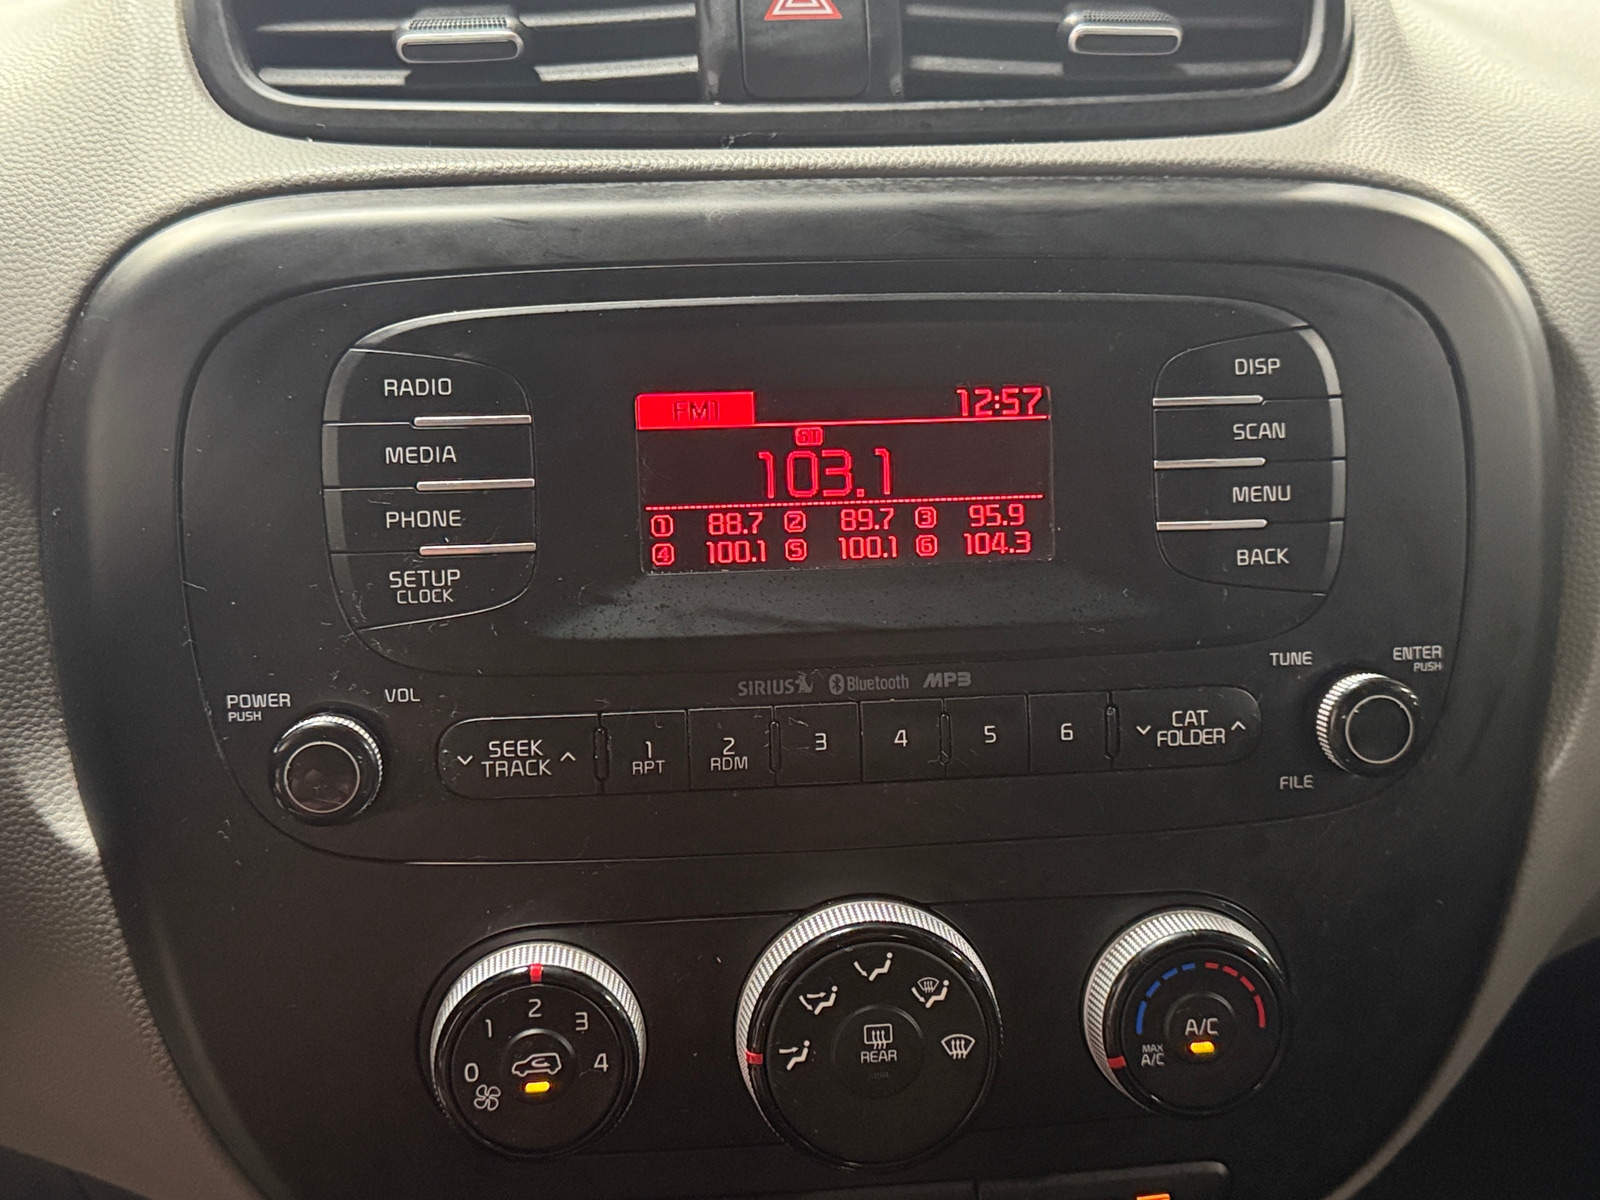 FM1 12:57
ST
103.1
1 88.7 2 89.7 3 95.9
4 100.1 5 100.1 6 104.3
RADIO
MEDIA
PHONE
SETUP
CLOCK
DISP
SCAN
MENU
BACK
POWER
PUSH
VOL
TUNE
ENTER
PUSH
FILE
SIRIUS Bluetooth MP3
SEEK
TRACK
1
RPT
2
RDM
3
4
5
6
CAT
FOLDER
0 1 2 3 4
REAR
A/C
MAX
A/C